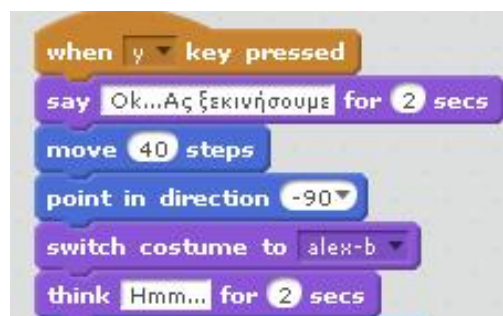 when y key pressed
say Ok...Ας ξεκινήσουμε for 2 secs
move 40 steps
point in direction -90
switch costume to alex-b
think Hmm... for 2 secs